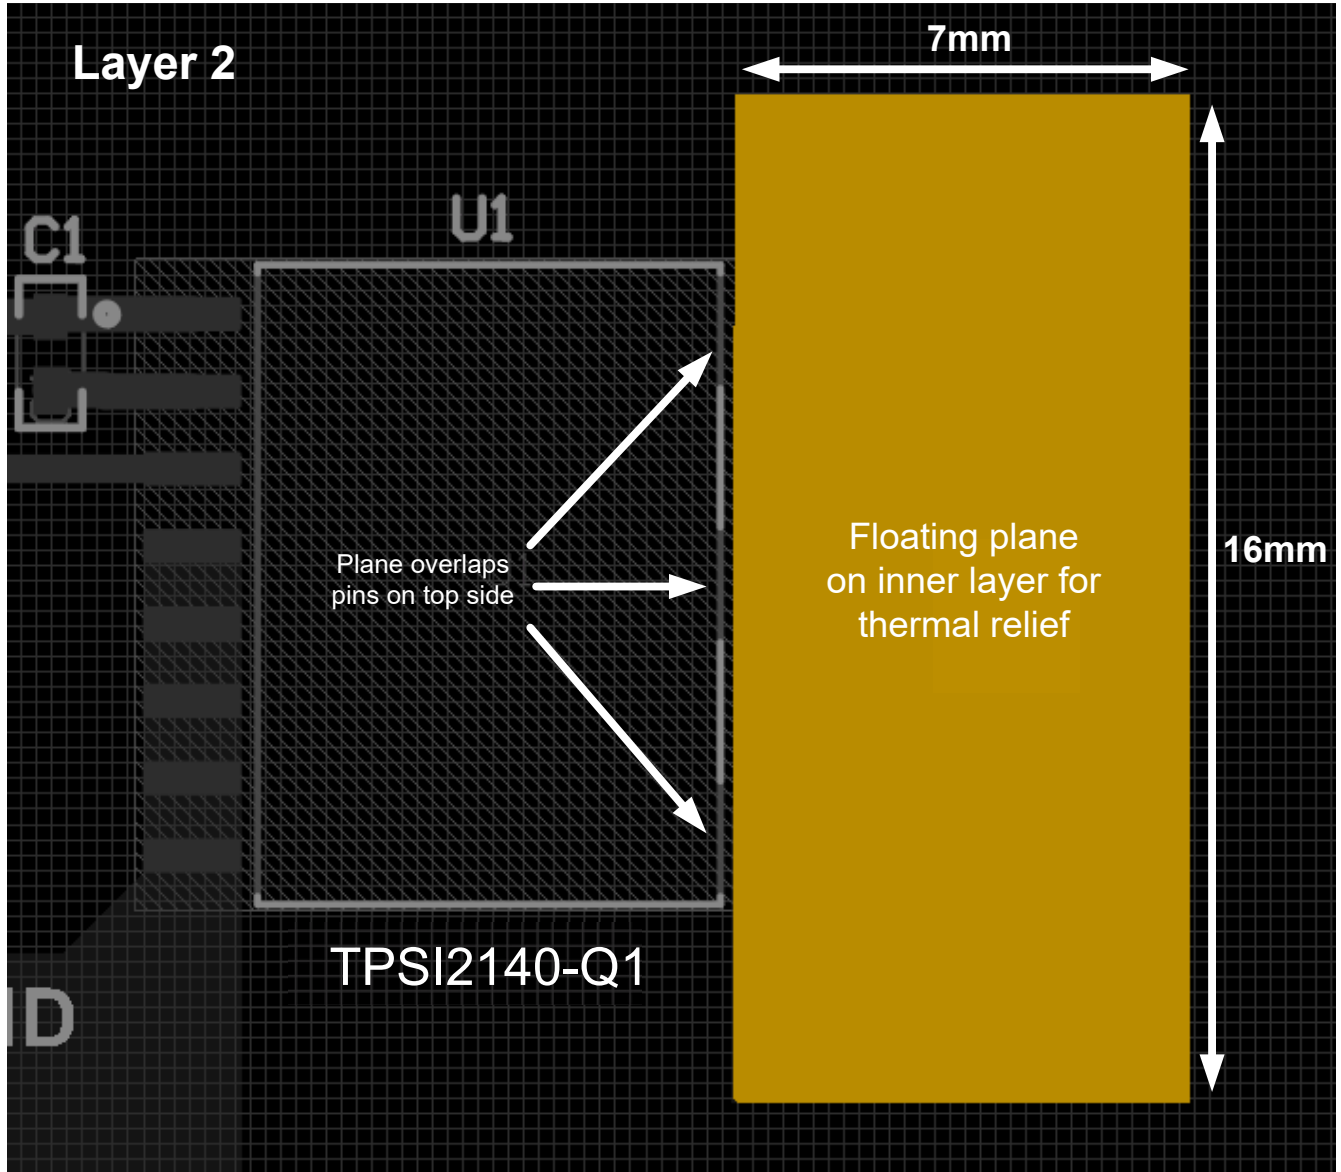 Layer 2
7mm
U1
C1
Plane overlaps
pins on top side
Floating plane
on inner layer for
thermal relief
16mm
TPSI2140-Q1
ND